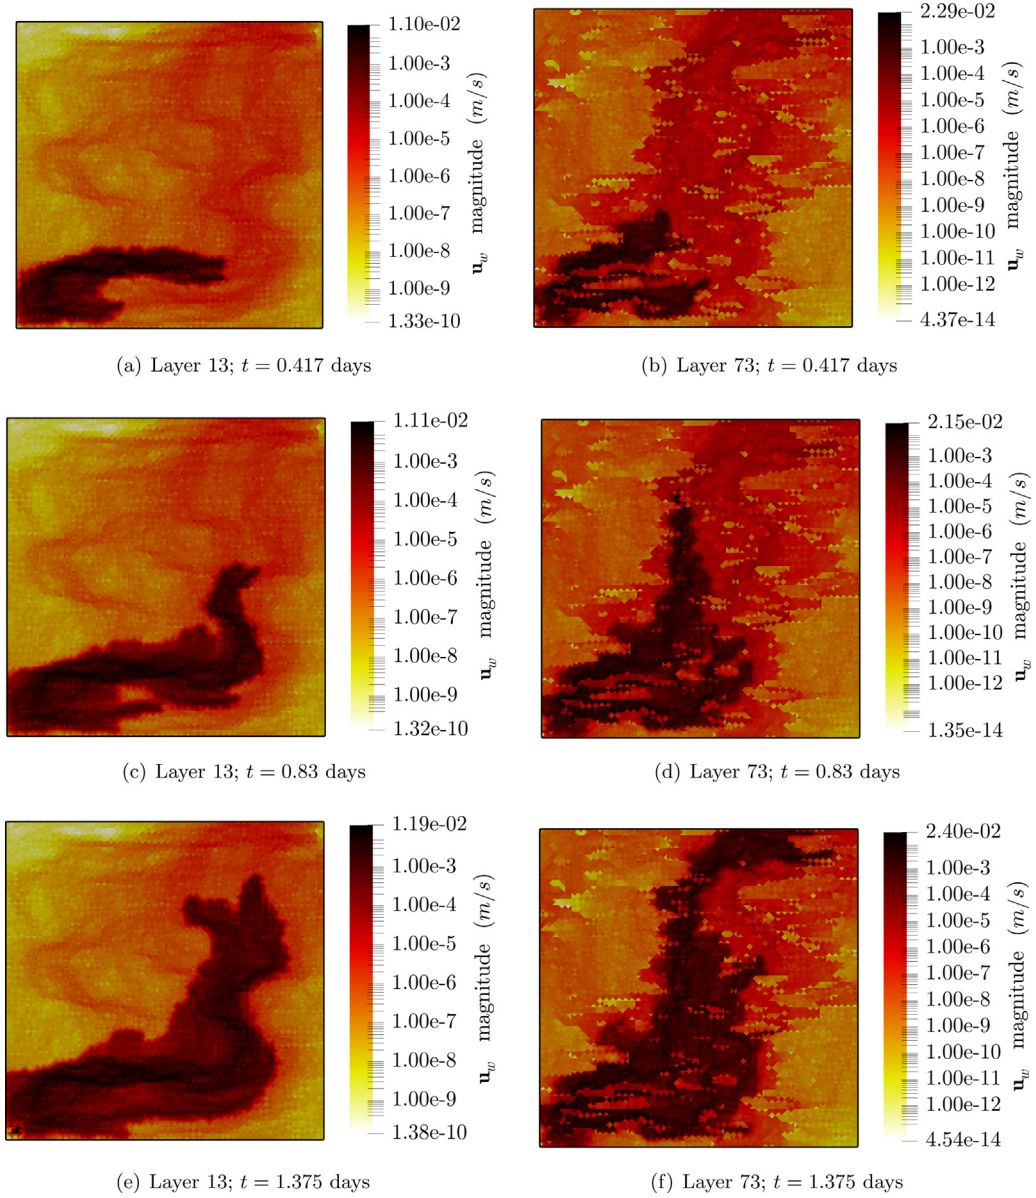 1.10e-02
1.00e-3
1.00e-4
1.00e-5
1.00e-6
1.00e-7
1.00e-8
1.00e-9
1.33e-10
u_w magnitude (m/s)
2.29e-02
1.00e-3
1.00e-4
1.00e-5
1.00e-6
1.00e-7
1.00e-8
1.00e-9
1.00e-10
1.00e-11
1.00e-12
4.37e-14
u_w magnitude (m/s)
(a) Layer 13; t = 0.417 days
(b) Layer 73; t = 0.417 days
1.11e-02
1.00e-3
1.00e-4
1.00e-5
1.00e-6
1.00e-7
1.00e-8
1.00e-9
1.32e-10
u_w magnitude (m/s)
2.15e-02
1.00e-3
1.00e-4
1.00e-5
1.00e-6
1.00e-7
1.00e-8
1.00e-9
1.00e-10
1.00e-11
1.00e-12
1.35e-14
u_w magnitude (m/s)
(c) Layer 13; t = 0.83 days
(d) Layer 73; t = 0.83 days
1.19e-02
1.00e-3
1.00e-4
1.00e-5
1.00e-6
1.00e-7
1.00e-8
1.00e-9
1.38e-10
u_w magnitude (m/s)
2.40e-02
1.00e-3
1.00e-4
1.00e-5
1.00e-6
1.00e-7
1.00e-8
1.00e-9
1.00e-10
1.00e-11
1.00e-12
4.54e-14
u_w magnitude (m/s)
(e) Layer 13; t = 1.375 days
(f) Layer 73; t = 1.375 days